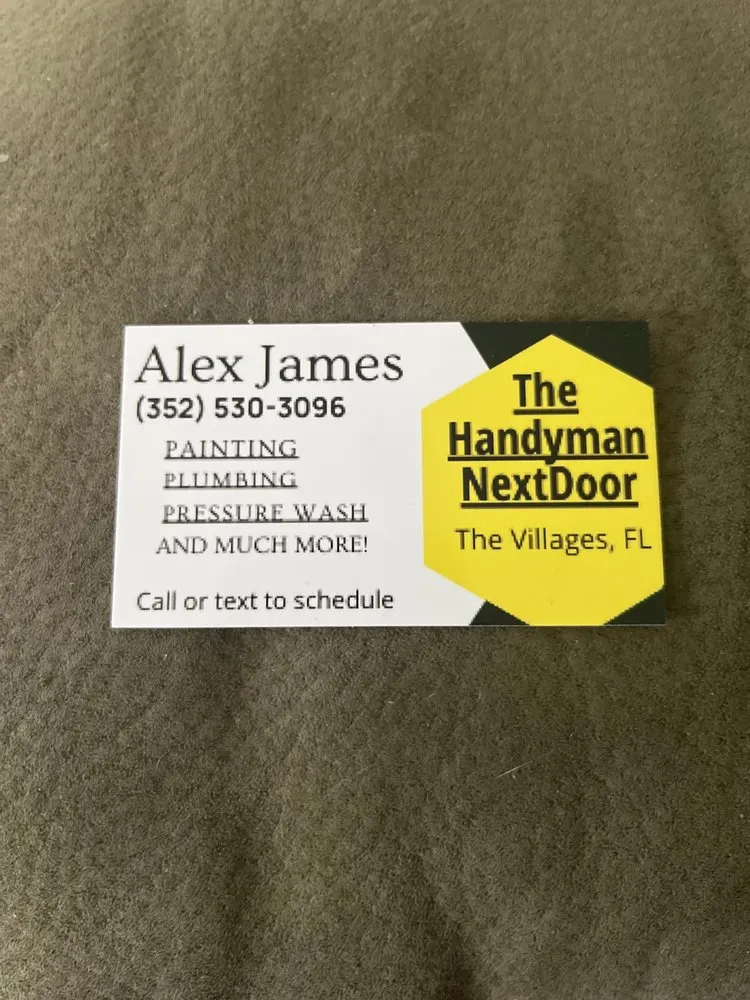 Alex James
(352) 530-3096
PAINTING
PLUMBING
PRESSURE WASH
AND MUCH MORE!
Call or text to schedule
The
Handyman
NextDoor
The Villages, FL